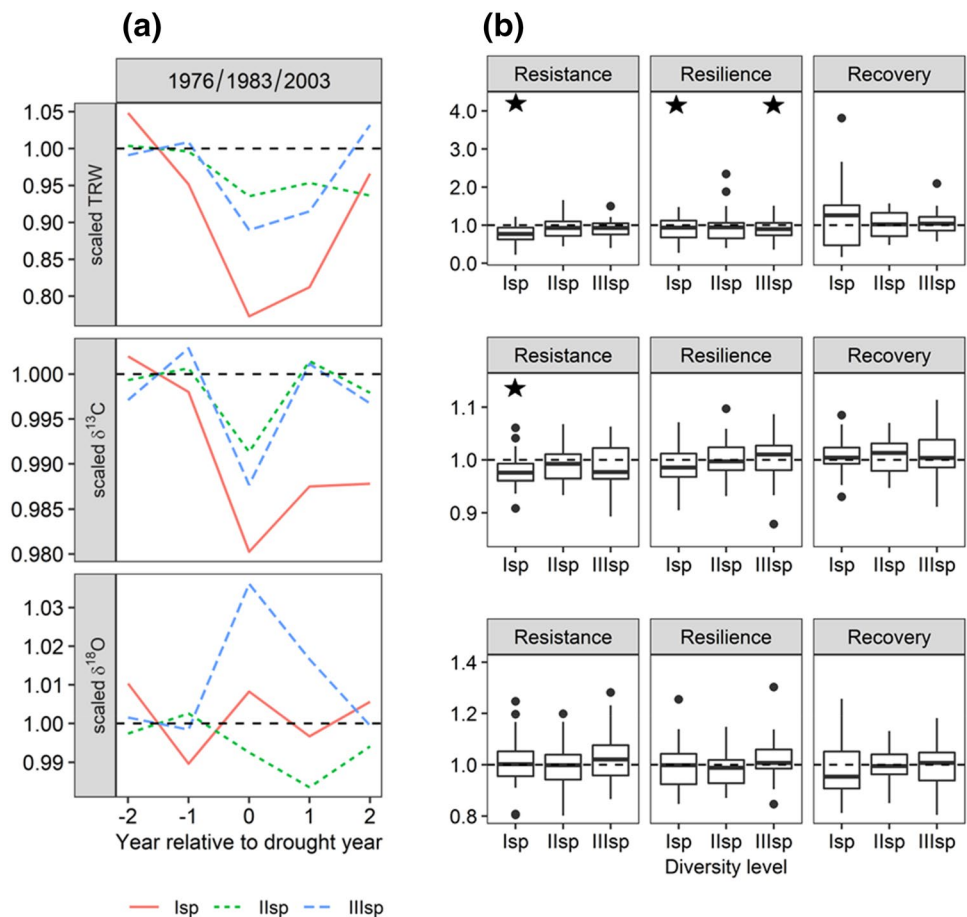 (a)
1976/1983/2003
1.05
1.00
0.95
0.90
0.85
0.80
scaled TRW
1.000
0.995
0.990
0.985
0.980
scaled δ¹³C
1.03
1.02
1.01
1.00
0.99
scaled δ¹⁸O
-2 -1 0 1 2
Year relative to drought year
Isp IIsp IIIsp
(b)
Resistance Resilience Recovery
4.0
3.0
2.0
1.0
0.0
Isp IIsp IIIsp Isp IIsp IIIsp Isp IIsp IIIsp
Resistance Resilience Recovery
1.1
1.0
0.9
Isp IIsp IIIsp Isp IIsp IIIsp Isp IIsp IIIsp
Resistance Resilience Recovery
1.4
1.2
1.0
0.8
Isp IIsp IIIsp Isp IIsp IIIsp Isp IIsp IIIsp
Diversity level